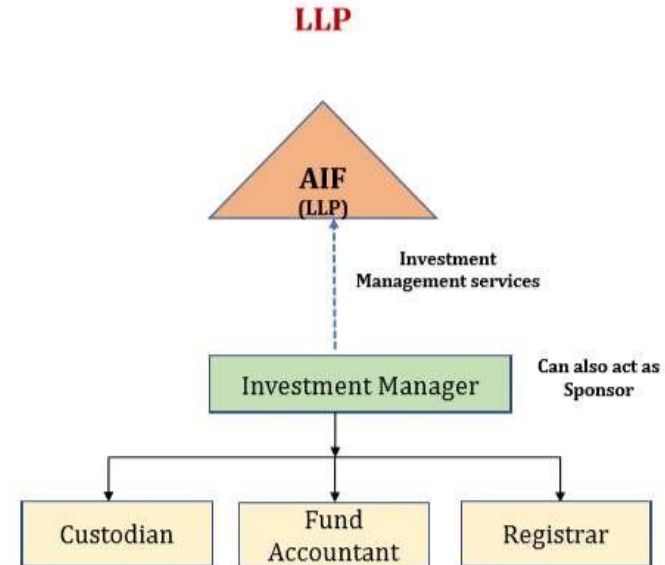 LLP
AIF
(LLP)
Investment
Management services
Investment Manager
Can also act as
Sponsor
Custodian
Fund
Accountant
Registrar